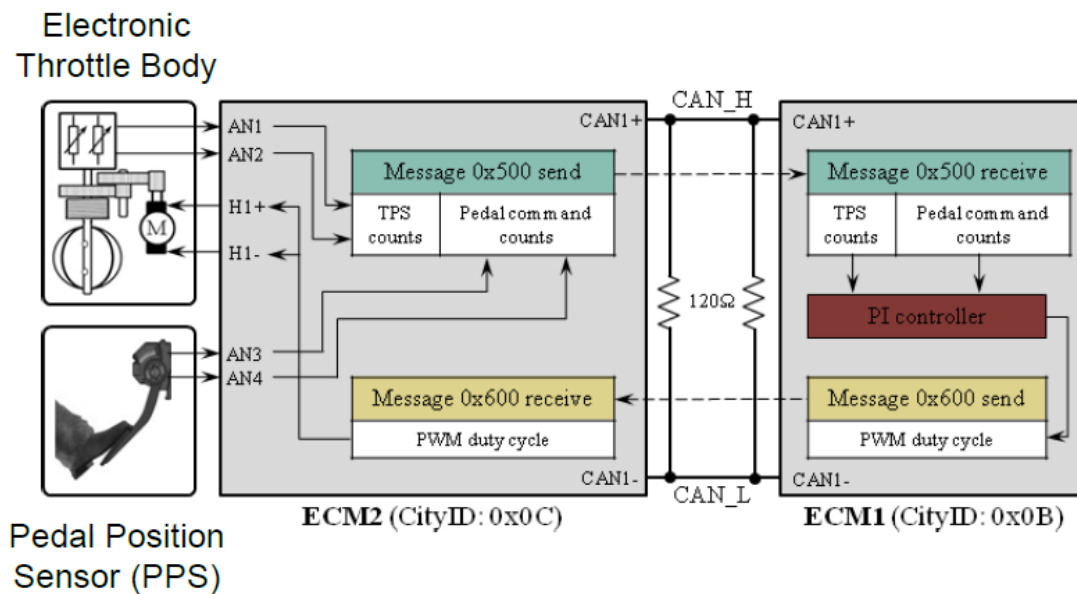 Electronic
Throttle Body
CAN_H
AN1
CAN1+
CAN1+
AN2
Message 0x500 send
Message 0x500 receive
H1+
TPS
counts
Pedal command
counts
TPS
counts
Pedal command
counts
M
H1-
120Ω
PI controller
AN3
AN4
Message 0x600 receive
Message 0x600 send
PWM duty cycle
PWM duty cycle
CAN1-
CAN1-
CAN_L
ECM2 (CityID: 0x0C)
ECM1 (CityID: 0x0B)
Pedal Position
Sensor (PPS)